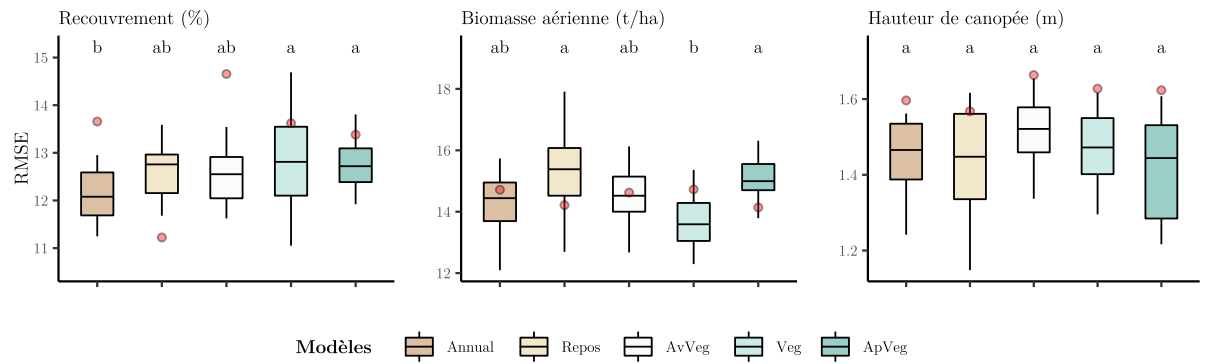 Recouvrement (%)
Biomasse aérienne (t/ha)
Hauteur de canopée (m)
b ab ab a a
ab a ab b a
a a a a a
RMSE
15
14
13
12
11
18
16
14
12
1.6
1.4
1.2
Modèles Annual Repos AvVeg Veg ApVeg